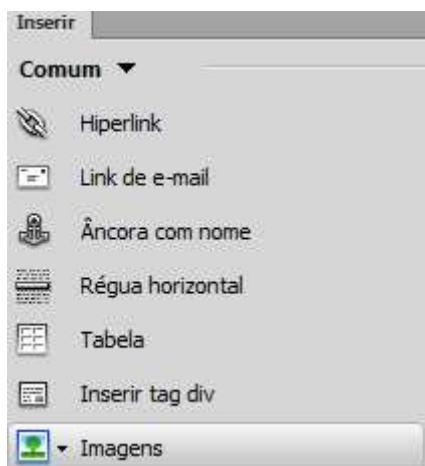 Inserir
Comum
Hiperlink
Link de e-mail
Âncora com nome
Régua horizontal
Tabela
Inserir tag div
Imagens